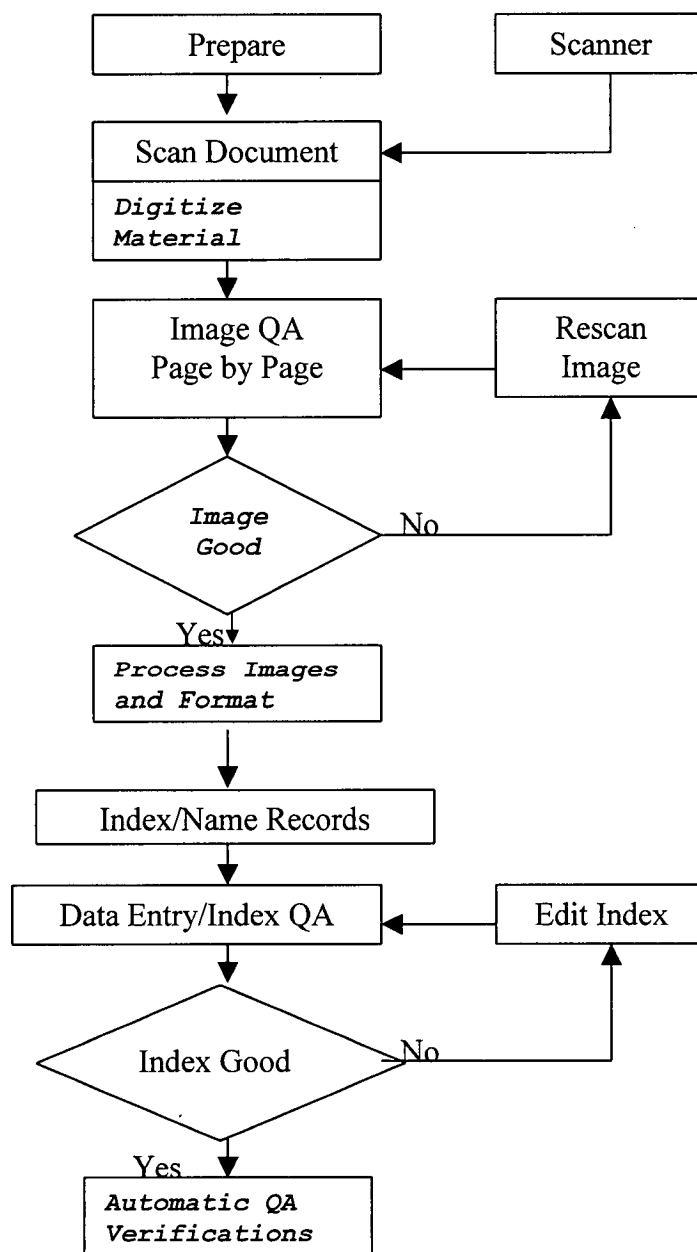 Prepare
Scanner
Scan Document
Digitize
Material
Image QA
Page by Page
Rescan
Image
Image
Good
No
Yes
Process Images
and Format
Index/Name Records
Data Entry/Index QA
Edit Index
Index Good
No
Yes
Automatic QA
Verifications